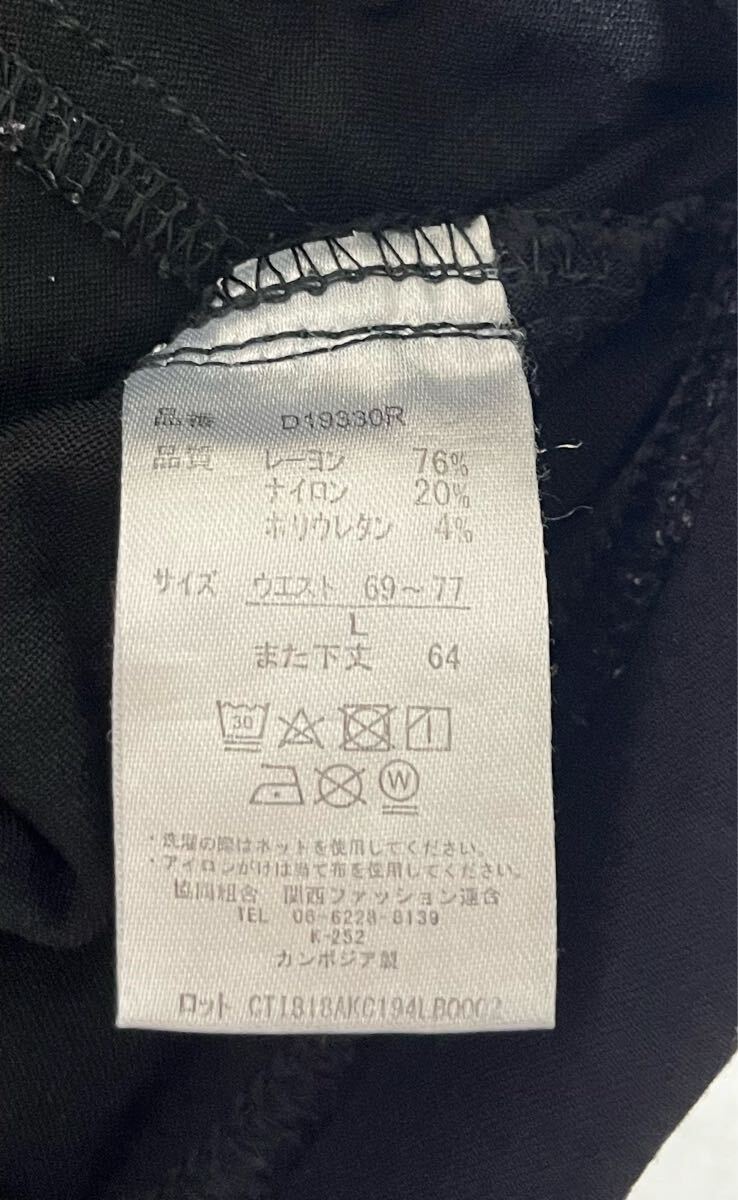 品番 D19330R
品質 レーヨン 76%
ナイロン 20%
ポリウレタン 4%
サイズ ウエスト 69～77
L
また下丈 64
30
W
・洗濯の際はネットを使用してください。
・アイロンがけは当て布を使用してください。
協同組合 関西ファッション連合
TEL 06-6228-6139
K-252
カンボジア製
ロット